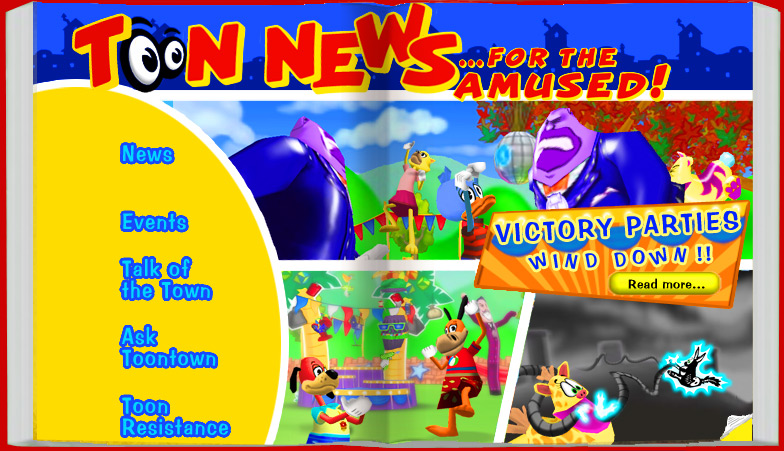 TOON NEWS ...FOR THE
AMUSED!
News
Events
Talk of
the Town
Ask
Toontown
Toon
Resistance
VICTORY PARTIES
WIND DOWN!!
Read more...